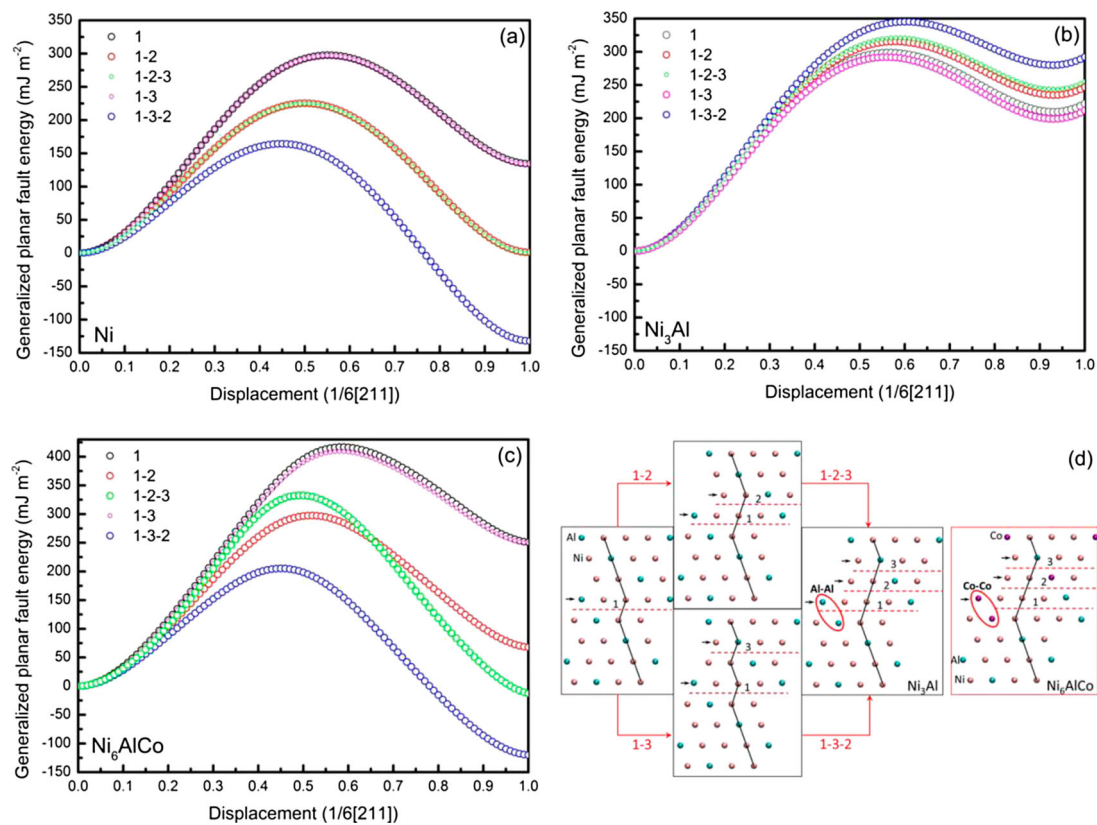 (a)
Generalized planar fault energy (mJ m-2)
350
300
250
200
150
100
50
0
-50
-100
-150
1
1-2
1-2-3
1-3
1-3-2
Ni
0.0 0.1 0.2 0.3 0.4 0.5 0.6 0.7 0.8 0.9 1.0
Displacement (1/6[211])
(b)
Generalized planar fault energy (mJ m-2)
350
300
250
200
150
100
50
0
-50
-100
-150
1
1-2
1-2-3
1-3
1-3-2
Ni3Al
0.0 0.1 0.2 0.3 0.4 0.5 0.6 0.7 0.8 0.9 1.0
Displacement (1/6[211])
(c)
Generalized planar fault energy (mJ m-2)
400
350
300
250
200
150
100
50
0
-50
-100
-150
1
1-2
1-2-3
1-3
1-3-2
Ni6AlCo
0.0 0.1 0.2 0.3 0.4 0.5 0.6 0.7 0.8 0.9 1.0
Displacement (1/6[211])
(d)
1-2
1-2-3
2
1
Al
Ni
1
3
1
3
2
Al-Al
1
Ni3Al
Co
3
Co-Co
2
1
Al
Ni
Ni6AlCo
1-3
1-3-2